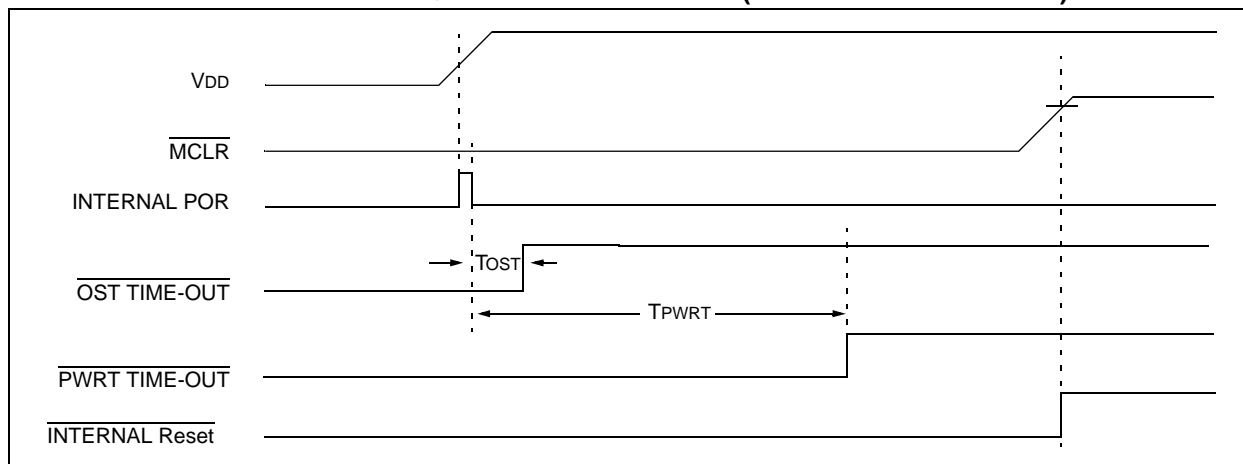 VDD
MCLR
INTERNAL POR
TOST
OST TIME-OUT
TPWRT
PWRT TIME-OUT
INTERNAL Reset